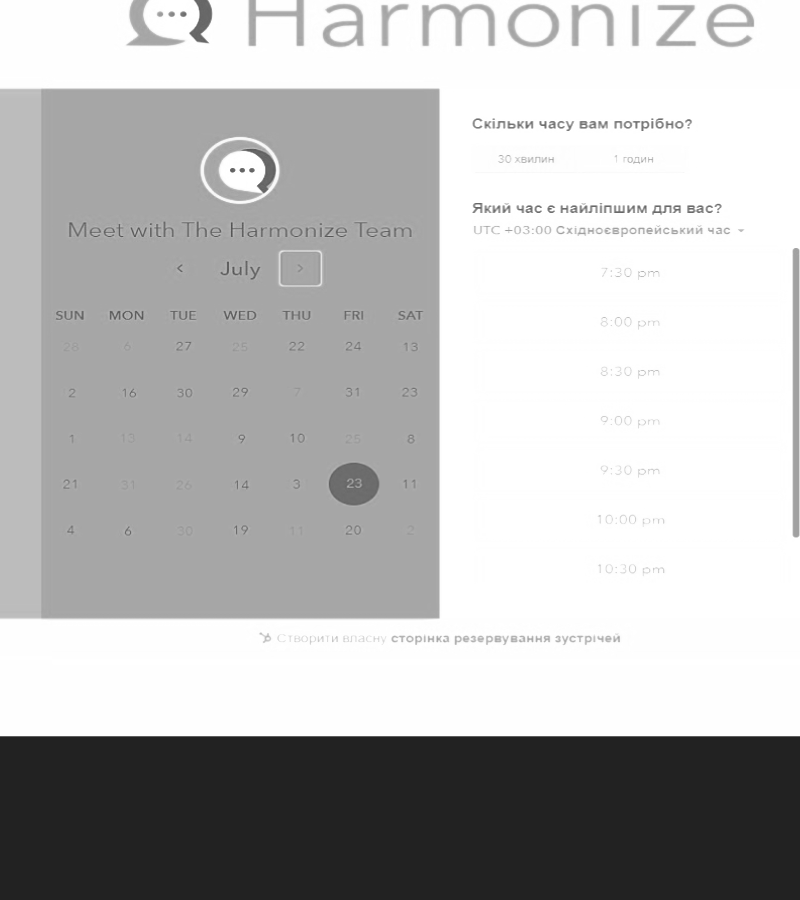 Harmonize
Meet with The Harmonize Team
July
SUN MON TUE WED THU FRI SAT
28 6 27 25 22 24 13
2 16 30 29 7 31 23
1 13 14 9 10 25 8
21 31 26 14 3 23 11
4 6 30 19 11 20 2
Скільки часу вам потрібно?
30 хвилин 1 годин
Який час є найліпшим для вас?
UTC +03:00 Східноєвропейський час
7:30 pm
8:00 pm
8:30 pm
9:00 pm
9:30 pm
10:00 pm
10:30 pm
Створити власну сторінка резервування зустрічей